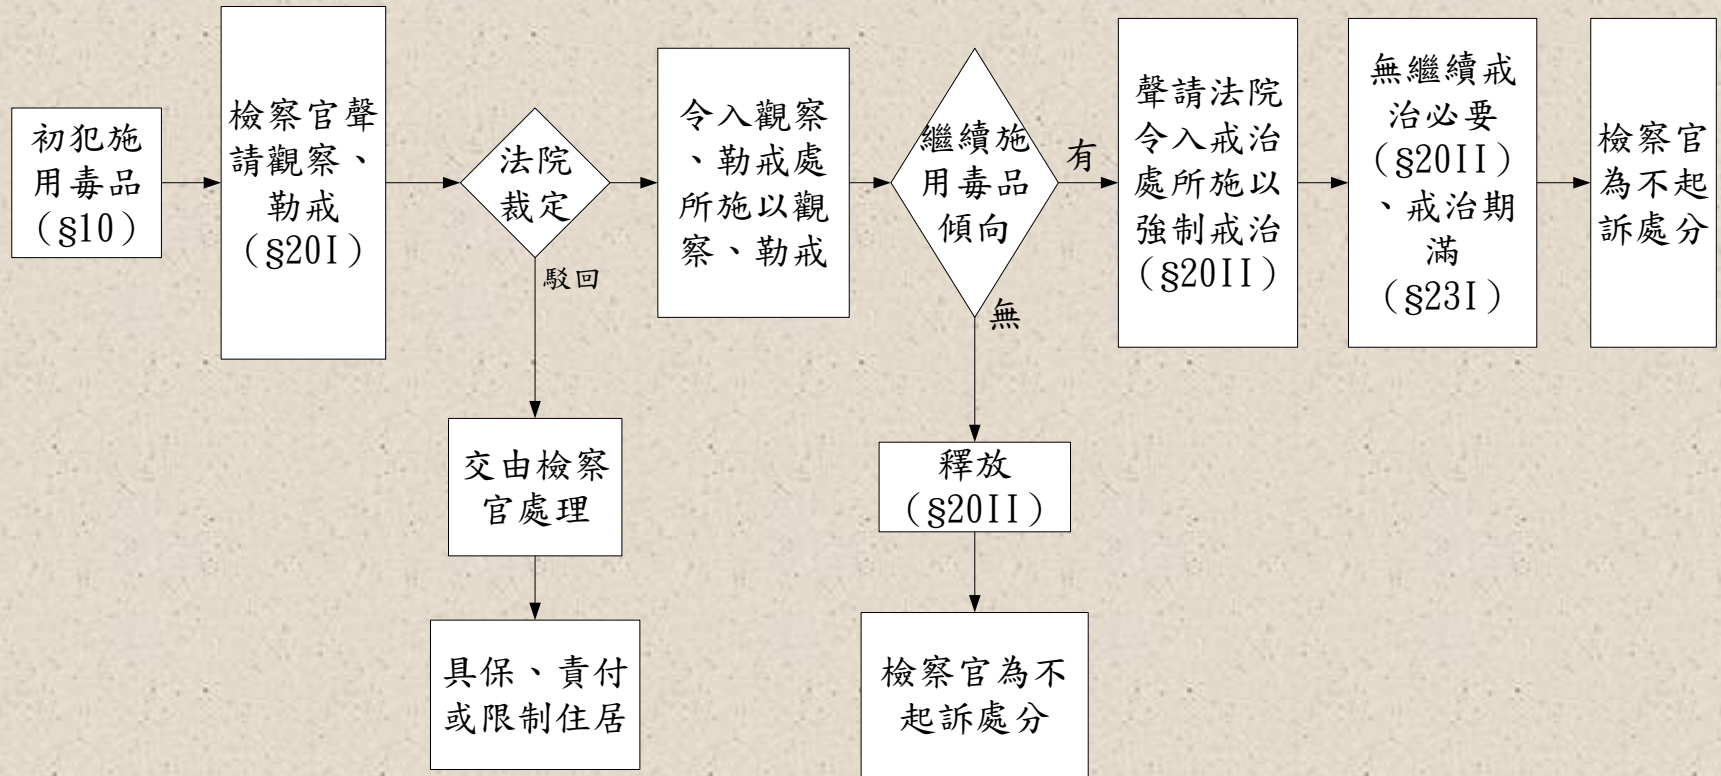 初犯施
用毒品
（§10）
檢察官聲
請觀察、
勒戒
（§20I）
法院
裁定
駁回
交由檢察
官處理
具保、責付
或限制住居
令入觀察
、勒戒處
所施以觀
察、勒戒
繼續施
用毒品
傾向
有
無
釋放
（§20II）
檢察官為不
起訴處分
聲請法院
令入戒治
處所施以
強制戒治
（§20II）
無繼續戒
治必要
（§20II）
、戒治期
滿
（§23I）
檢察官
為不起
訴處分